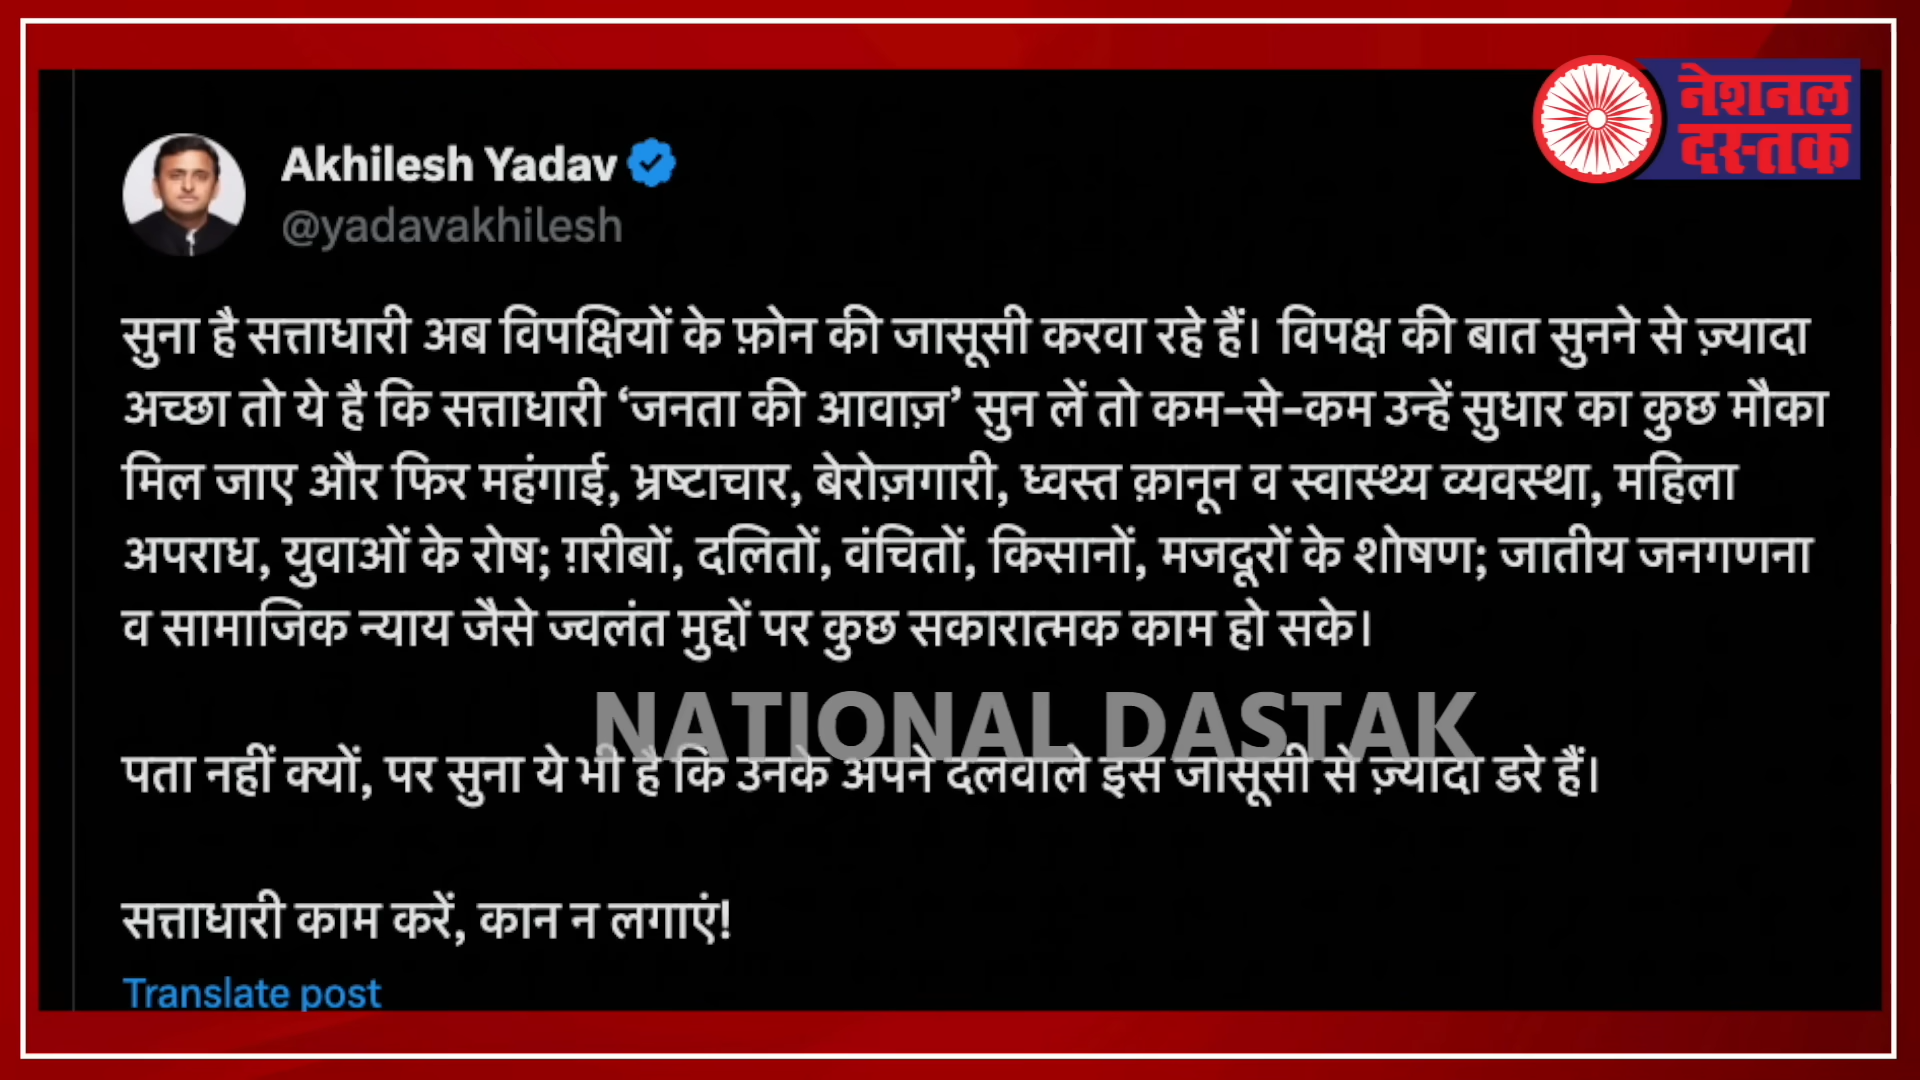 नेशनल
दस्तक
Akhilesh Yadav
@yadavakhilesh
सुना है सत्ताधारी अब विपक्षियों के फ़ोन की जासूसी करवा रहे हैं। विपक्ष की बात सुनने से ज़्यादा
अच्छा तो ये है कि सत्ताधारी ‘जनता की आवाज़’ सुन लें तो कम-से-कम उन्हें सुधार का कुछ मौका
मिल जाए और फिर महंगाई, भ्रष्टाचार, बेरोज़गारी, ध्वस्त क़ानून व स्वास्थ्य व्यवस्था, महिला
अपराध, युवाओं के रोष; ग़रीबों, दलितों, वंचितों, किसानों, मजदूरों के शोषण; जातीय जनगणना
व सामाजिक न्याय जैसे ज्वलंत मुद्दों पर कुछ सकारात्मक काम हो सके।
NATIONAL DASTAK
पता नहीं क्यों, पर सुना ये भी है कि उनके अपने दलवाले इस जासूसी से ज़्यादा डरे हैं।
सत्ताधारी काम करें, कान न लगाएं!
Translate post